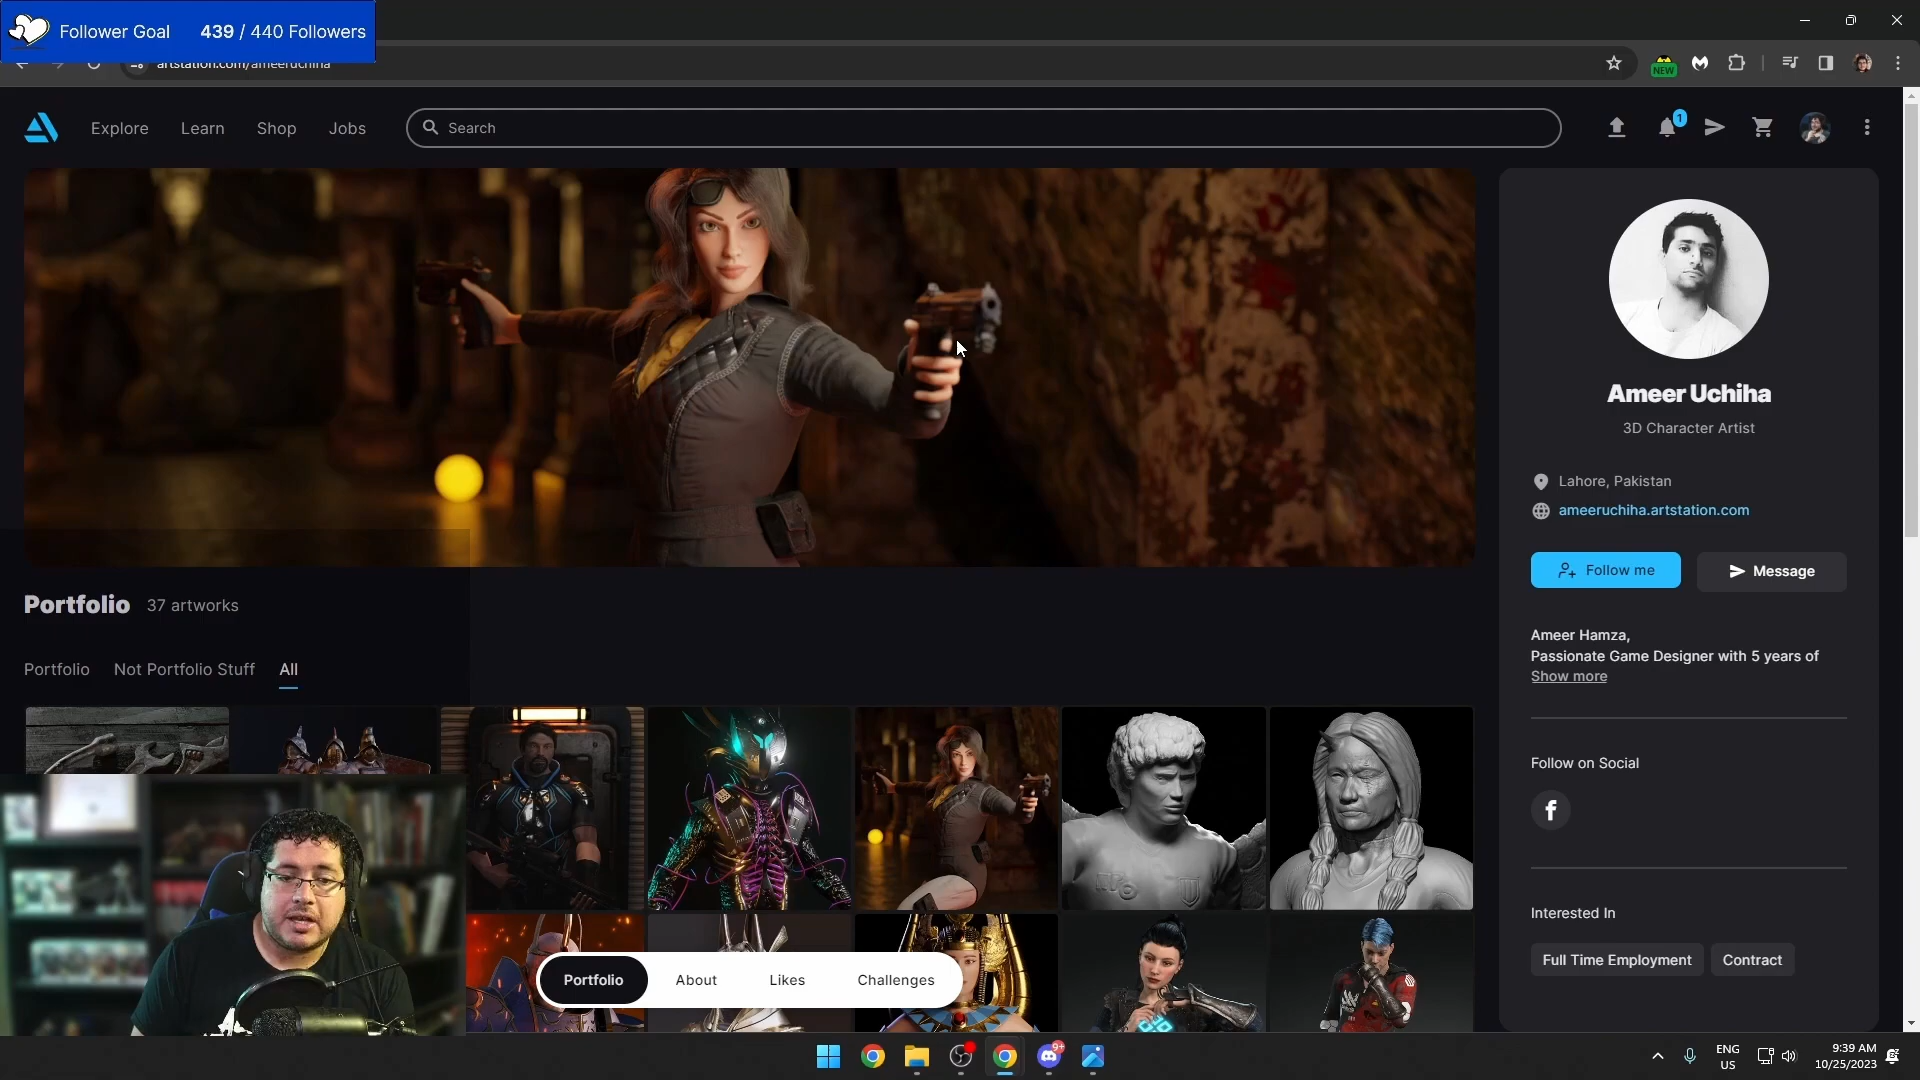 Follower Goal 439 / 440 Followers
artstation.com/ameeruchiha
NEW
Explore Learn Shop Jobs Search
1
Ameer Uchiha
3D Character Artist
Lahore, Pakistan
ameeruchiha.artstation.com
Follow me Message
Ameer Hamza,
Passionate Game Designer with 5 years of
Show more
Follow on Social
f
Interested In
Full Time Employment Contract
Portfolio 37 artworks
Portfolio Not Portfolio Stuff All
Portfolio About Likes Challenges
9+
ENG
US
9:39 AM
10/25/2023